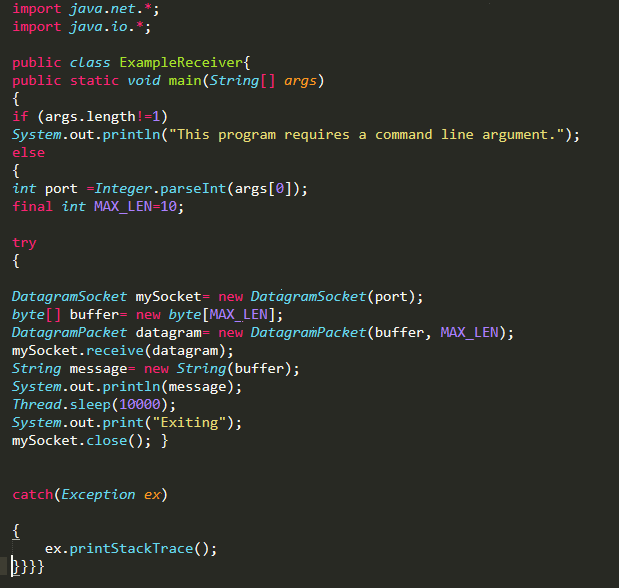 import java.net.*;
import java.io.*;
public class ExampleReceiver{
public static void main(String[] args)
{
if (args.length!=1)
System.out.println("This program requires a command line argument.");
else
{
int port =Integer.parseInt(args[0]);
final int MAX_LEN=10;
try
{
DatagramSocket mySocket= new DatagramSocket(port);
byte[] buffer= new byte[MAX_LEN];
DatagramPacket datagram= new DatagramPacket(buffer, MAX_LEN);
mySocket.receive(datagram);
String message= new String(buffer);
System.out.println(message);
Thread.sleep(10000);
System.out.print("Exiting");
mySocket.close(); }
catch(Exception ex)
{
    ex.printStackTrace();
}}}}